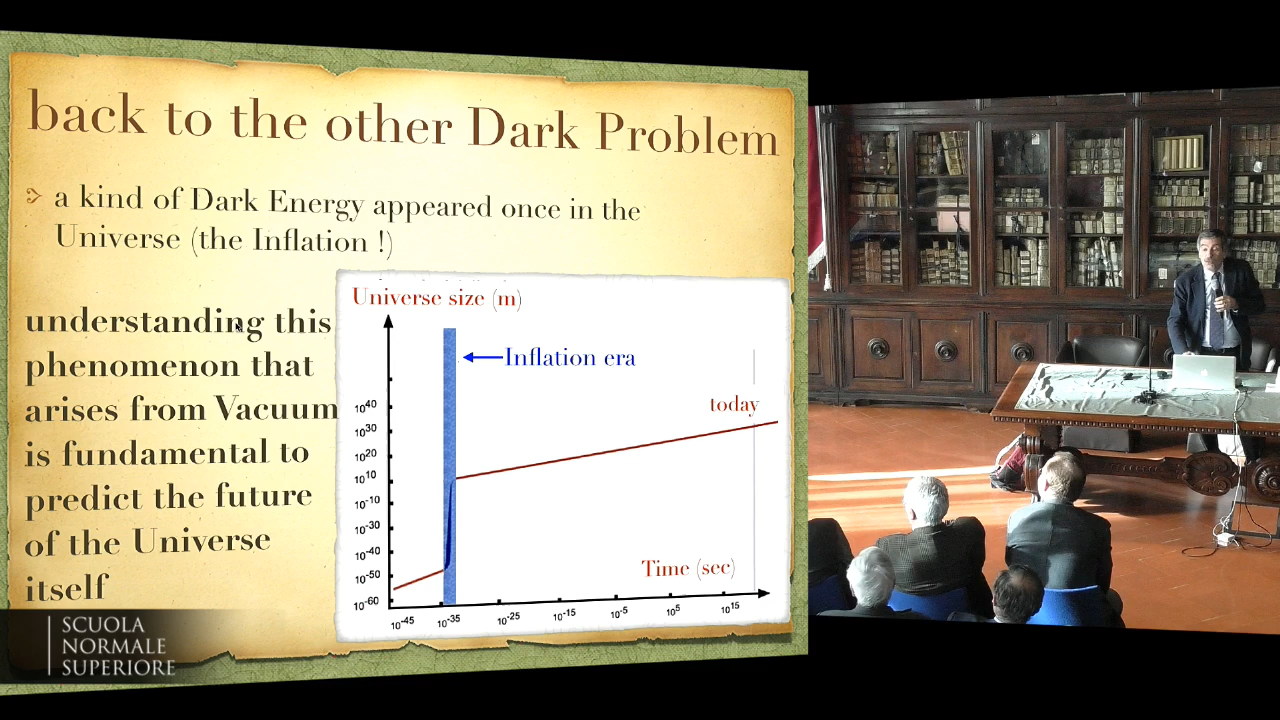 back to the other Dark Problem
a kind of Dark Energy appeared once in the
Universe (the Inflation !)
understanding this
phenomenon that
arises from Vacuum
is fundamental to
predict the future
of the Universe
itself
Universe size (m)
Inflation era
today
10^40
10^30
10^20
10^10
10^-10
10^-30
10^-40
10^-50
10^-60
Time (sec)
10^-45
10^-35
10^-25
10^-15
10^-5
10^5
10^15
SCUOLA
NORMALE
SUPERIORE